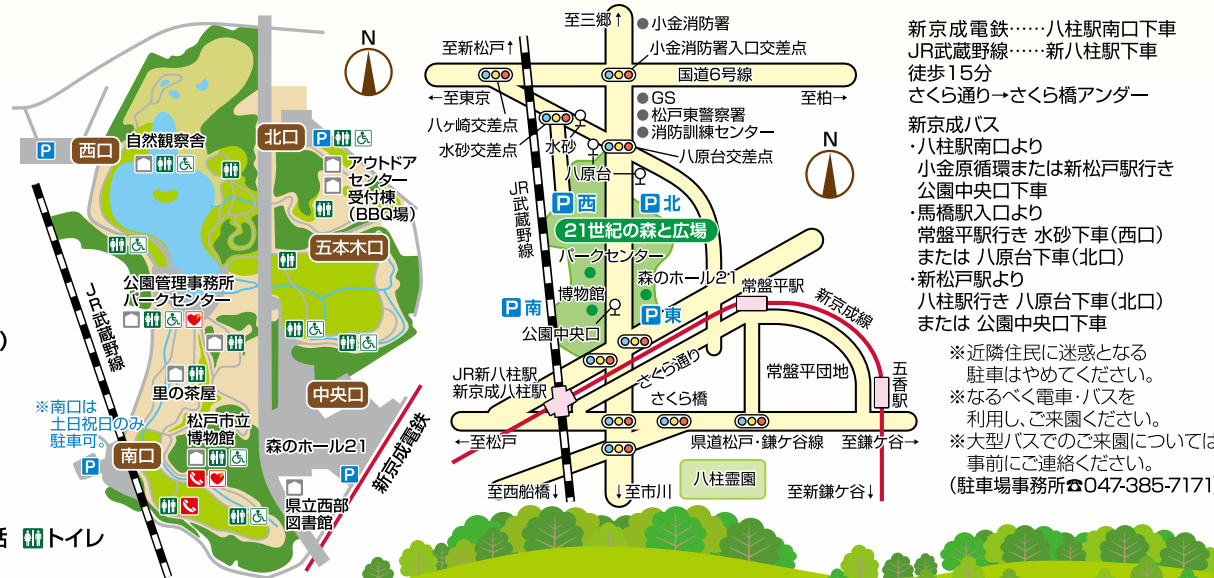 自然観察舎
西口
P
北口
P
アウトドア
センター
受付棟
(BBQ場)
五本木口
公園管理事務所
パークセンター
JR武蔵野線
)
里の茶屋
中央口
※南口は
土日祝日のみ
駐車可。
松戸市立
博物館
南口
P
森のホール21
P
新京成電鉄
県立西部
図書館
話 トイレ
N
至三郷↑
小金消防署
至新松戸↑
小金消防署入口交差点
国道6号線
←至東京
至柏→
GS
松戸東警察署
消防訓練センター
八ヶ崎交差点
水砂交差点
水砂
八原台交差点
八原台
N
JR武蔵野線
P西
P北
21世紀の森と広場
パークセンター
森のホール21
博物館
常盤平駅
新京成線
P南
P東
公園中央口
さくら通り
JR新八柱駅
新京成八柱駅
常盤平団地
五香駅
さくら橋
←至松戸
県道松戸・鎌ケ谷線
至鎌ケ谷→
八柱霊園
至西船橋↓
↓至市川
至新鎌ケ谷↓
新京成電鉄……八柱駅南口下車
JR武蔵野線……新八柱駅下車
徒歩15分
さくら通り→さくら橋アンダー
新京成バス
・八柱駅南口より
小金原循環または新松戸駅行き
公園中央口下車
・馬橋駅入口より
常盤平駅行き 水砂下車(西口)
または 八原台下車(北口)
・新松戸駅より
八柱駅行き 八原台下車(北口)
または 公園中央口下車
※近隣住民に迷惑となる
駐車はやめてください。
※なるべく電車・バスを
利用し、ご来園ください。
※大型バスでのご来園については
事前にご連絡ください。
(駐車場事務所☎047-385-7171)